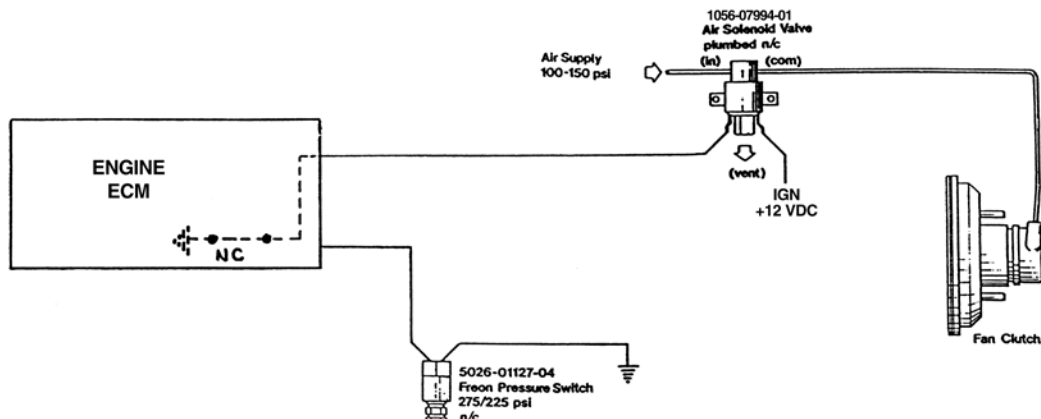 1056-07994-01
Air Solenoid Valve
plumbed n/c
(in) (com)
Air Supply
100-150 psi
ENGINE
ECM
(vent)
IGN
+12 VDC
NC
Fan Clutch
5026-01127-04
Freon Pressure Switch
275/225 psi
n/c